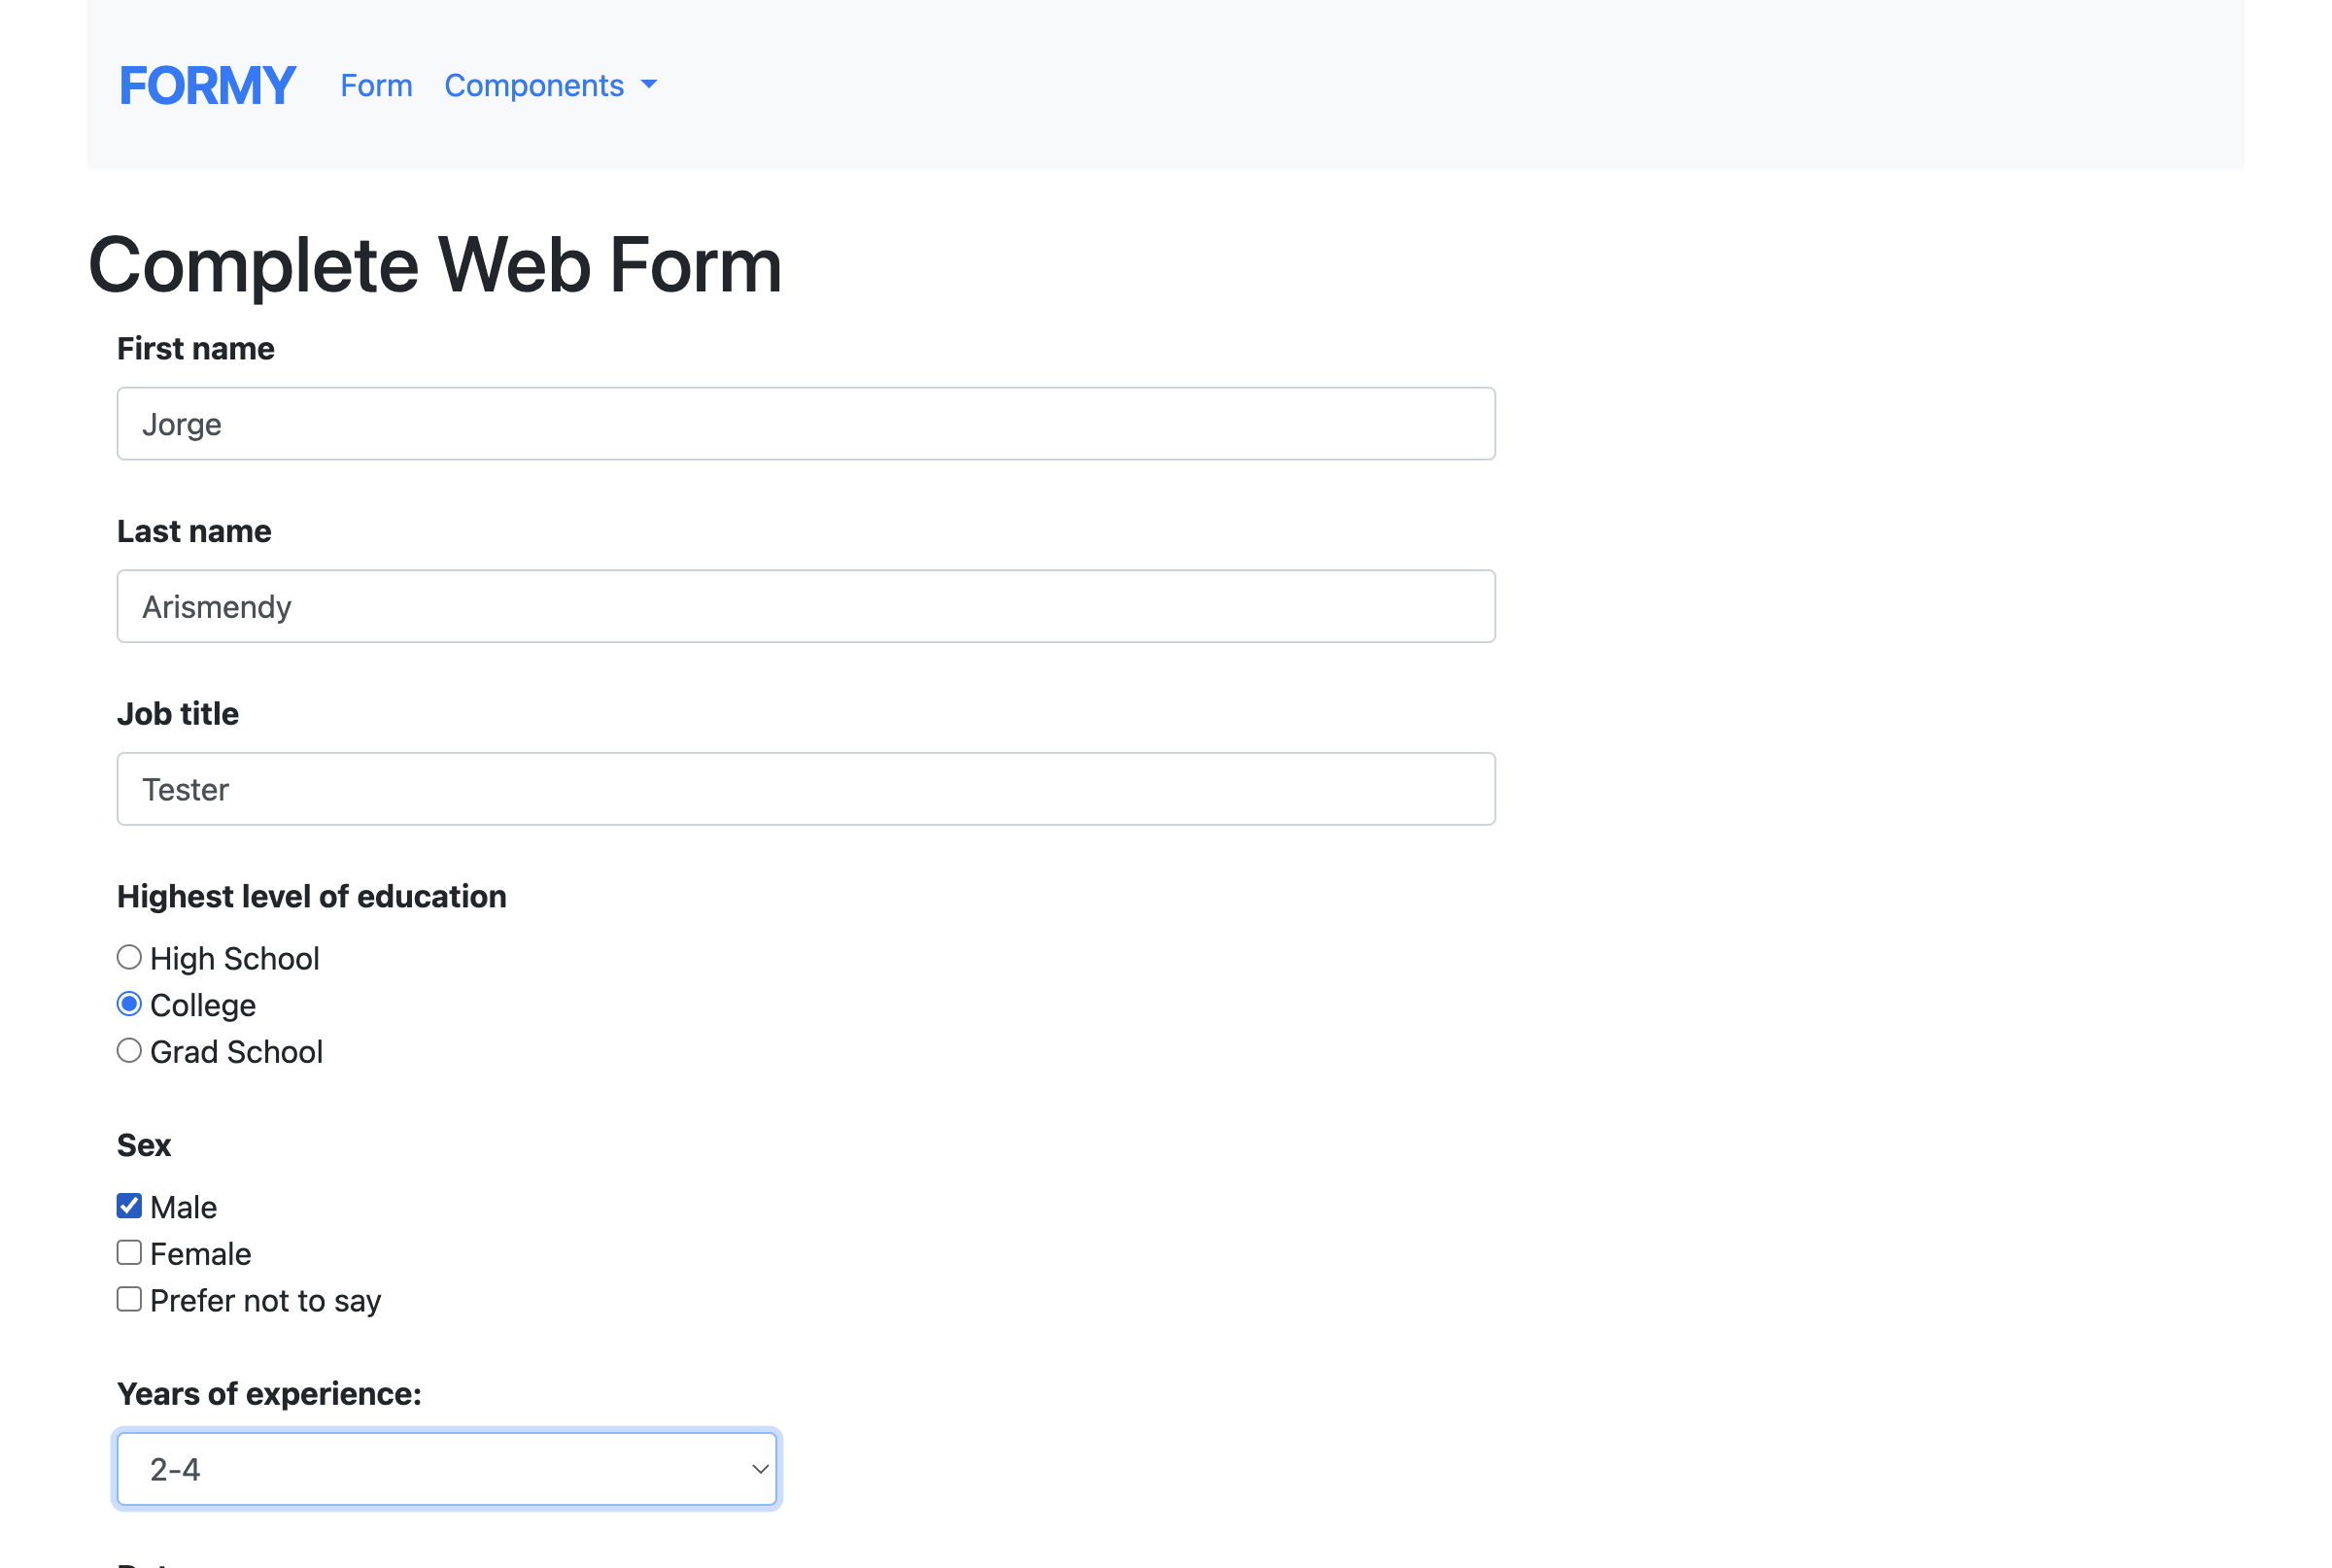 FORMY Form Components
Complete Web Form
First name
Jorge
Last name
Arismendy
Job title
Tester
Highest level of education
High School
College
Grad School
Sex
Male
Female
Prefer not to say
Years of experience:
2-4